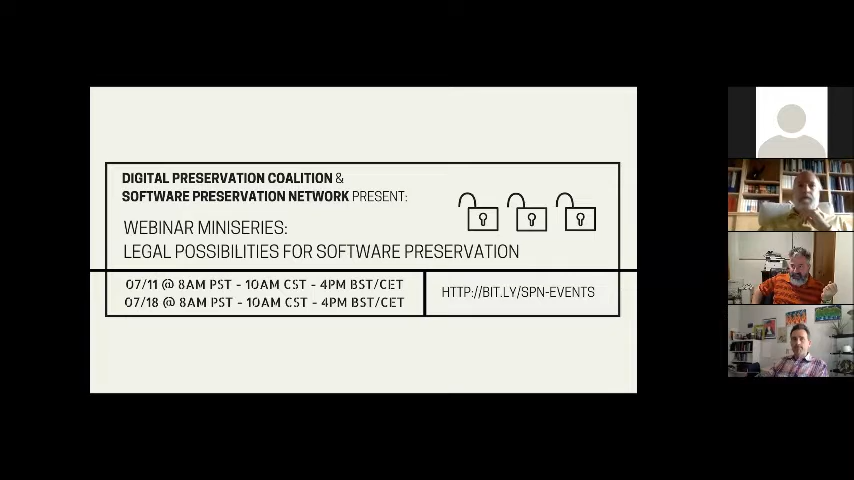 DIGITAL PRESERVATION COALITION &
SOFTWARE PRESERVATION NETWORK PRESENT:
WEBINAR MINISERIES:
LEGAL POSSIBILITIES FOR SOFTWARE PRESERVATION
07/11 @ 8AM PST - 10AM CST - 4PM BST/CET
07/18 @ 8AM PST - 10AM CST - 4PM BST/CET
HTTP://BIT.LY/SPN-EVENTS